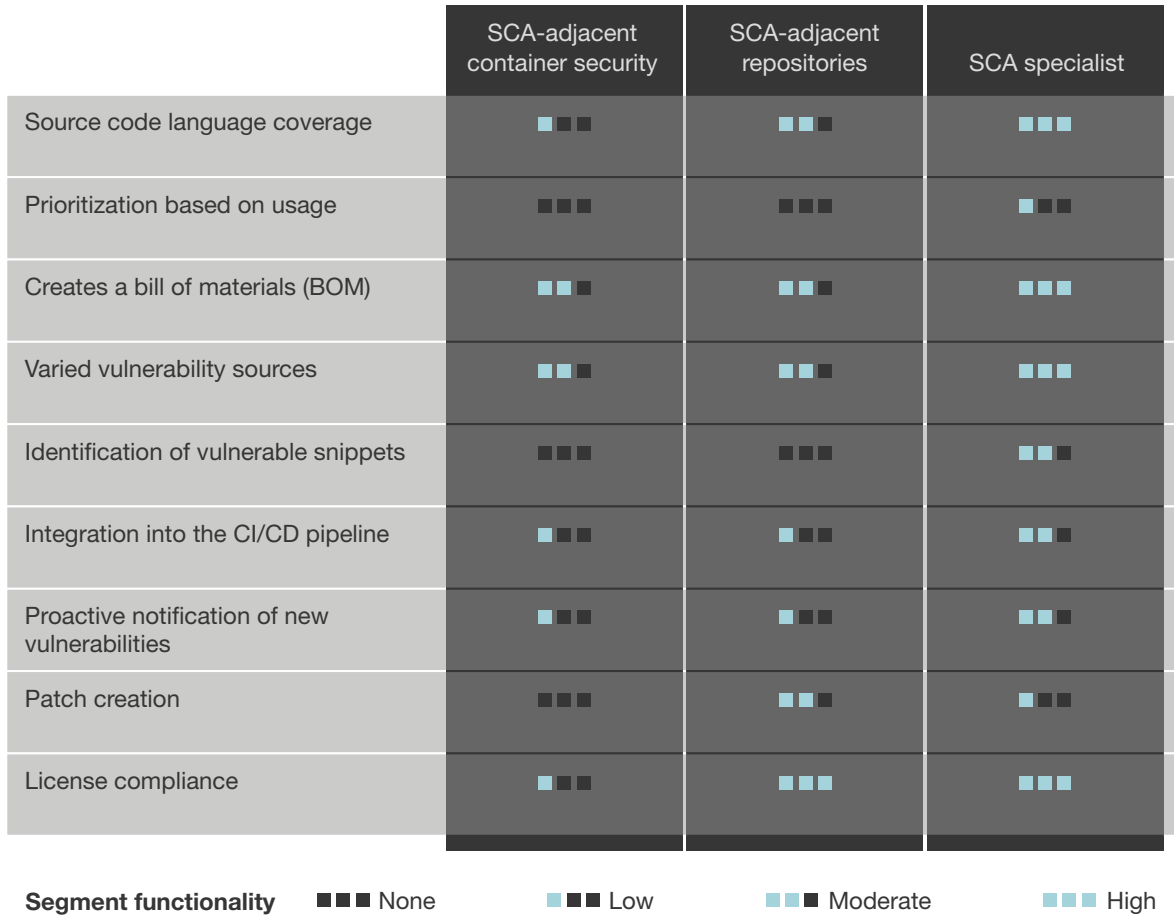 SCA-adjacent
container security
SCA-adjacent
repositories
SCA specialist
Source code language coverage
Prioritization based on usage
Creates a bill of materials (BOM)
Varied vulnerability sources
Identification of vulnerable snippets
Integration into the CI/CD pipeline
Proactive notification of new
vulnerabilities
Patch creation
License compliance
Segment functionality None Low Moderate High